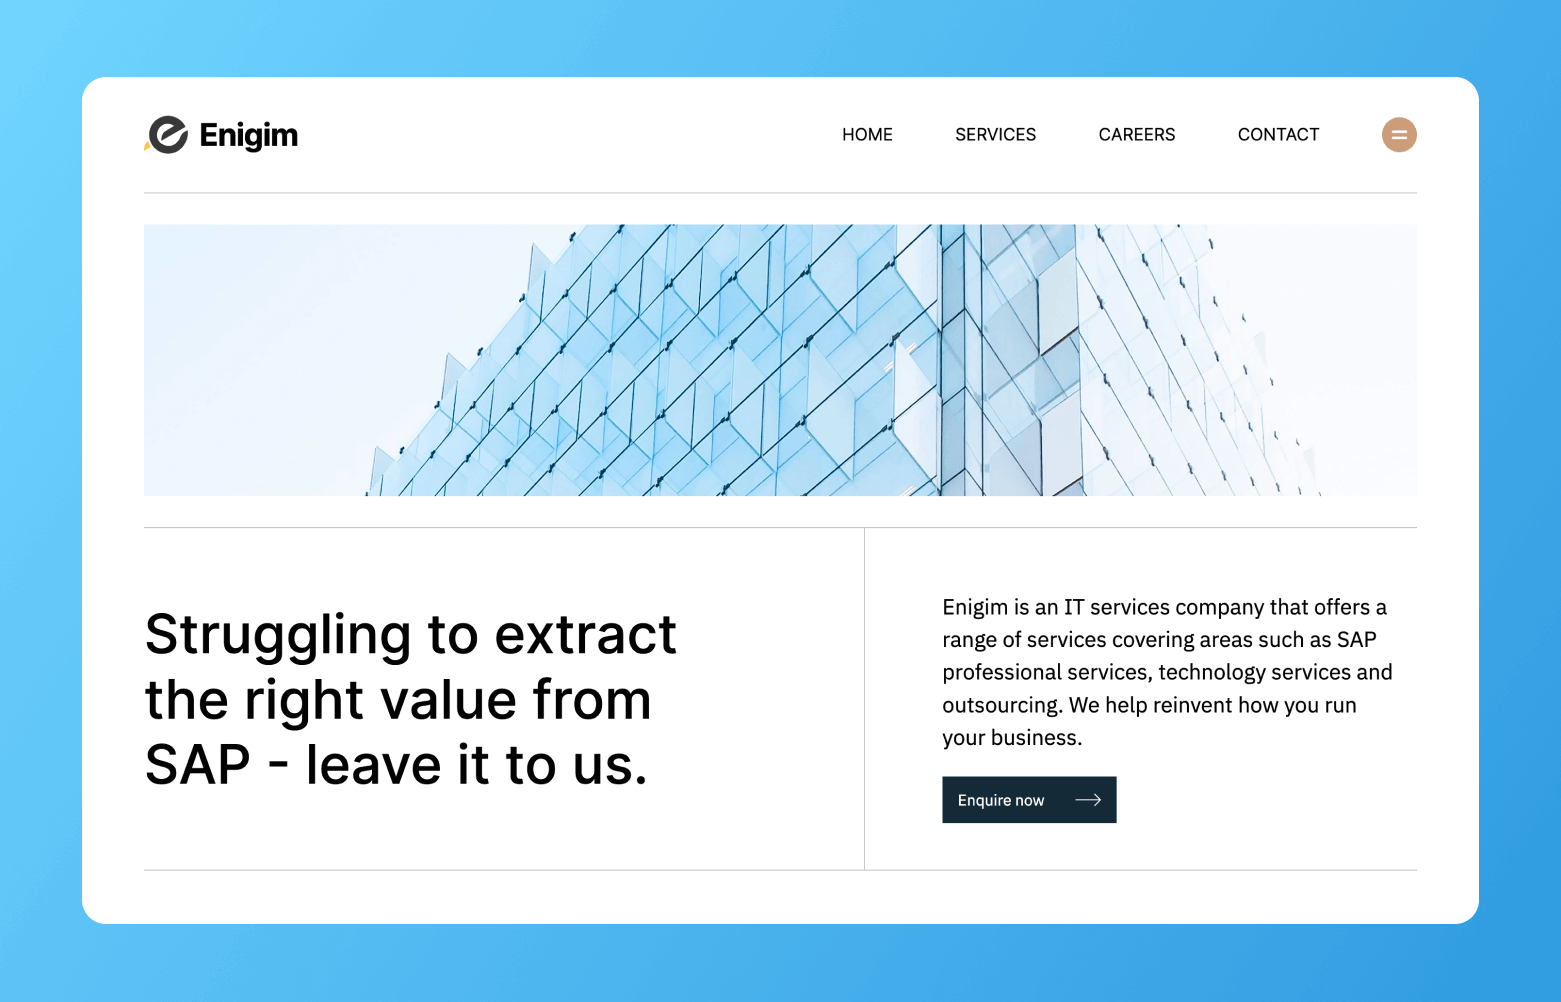 Enigim
HOME SERVICES CAREERS CONTACT
Struggling to extract
the right value from
SAP - leave it to us.
Enigim is an IT services company that offers a
range of services covering areas such as SAP
professional services, technology services and
outsourcing. We help reinvent how you run
your business.
Enquire now